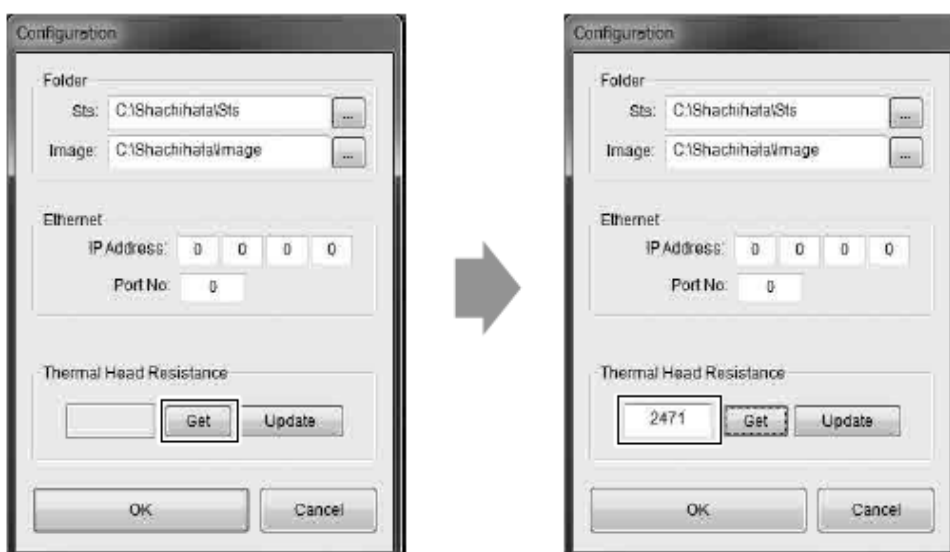 Configuration
Folder
Sts: C:\Shachihata\Sts ...
Image: C:\Shachihata\Image ...
Ethernet
IP Address: 0 0 0 0
Port No: 0
Thermal Head Resistance
Get Update
OK Cancel
Configuration
Folder
Sts: C:\Shachihata\Sts ...
Image: C:\Shachihata\Image ...
Ethernet
IP Address: 0 0 0 0
Port No: 0
Thermal Head Resistance
2471 Get Update
OK Cancel